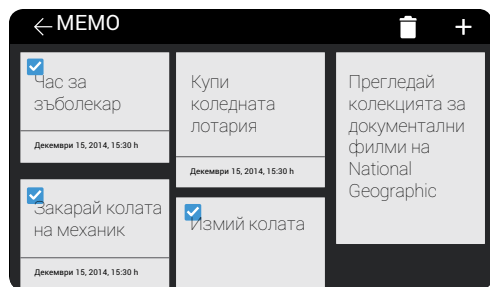 MEMO
Час за
зъболекар
Декември 15, 2014, 15:30 h
Закарай колата
на механик
Декември 15, 2014, 15:30 h
Купи
коледната
лотария
Декември 15, 2014, 15:30 h
Измий колата
Прегледай
колекцията за
документални
филми на
National
Geographic